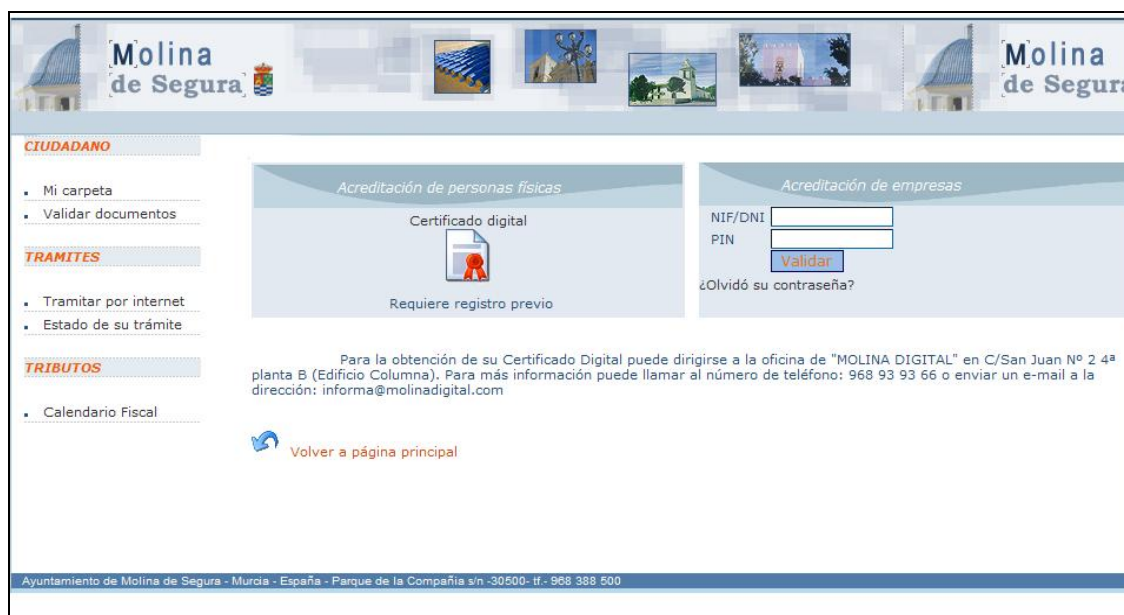 Molina
de Segura
Molina
de Segura
CIUDADANO
Mi carpeta
Validar documentos
TRAMITES
Tramitar por internet
Estado de su trámite
TRIBUTOS
Calendario Fiscal
Acreditación de personas físicas
Certificado digital
Requiere registro previo
Acreditación de empresas
NIF/DNI
PIN
Validar
¿Olvidó su contraseña?
Para la obtención de su Certificado Digital puede dirigirse a la oficina de "MOLINA DIGITAL" en C/San Juan Nº 2 4ª
planta B (Edificio Columna). Para más información puede llamar al número de teléfono: 968 93 93 66 o enviar un e-mail a la
dirección: informa@molinadigital.com
Volver a página principal
Ayuntamiento de Molina de Segura - Murcia - España - Parque de la Compañia s/n -30500- tf.- 968 388 500